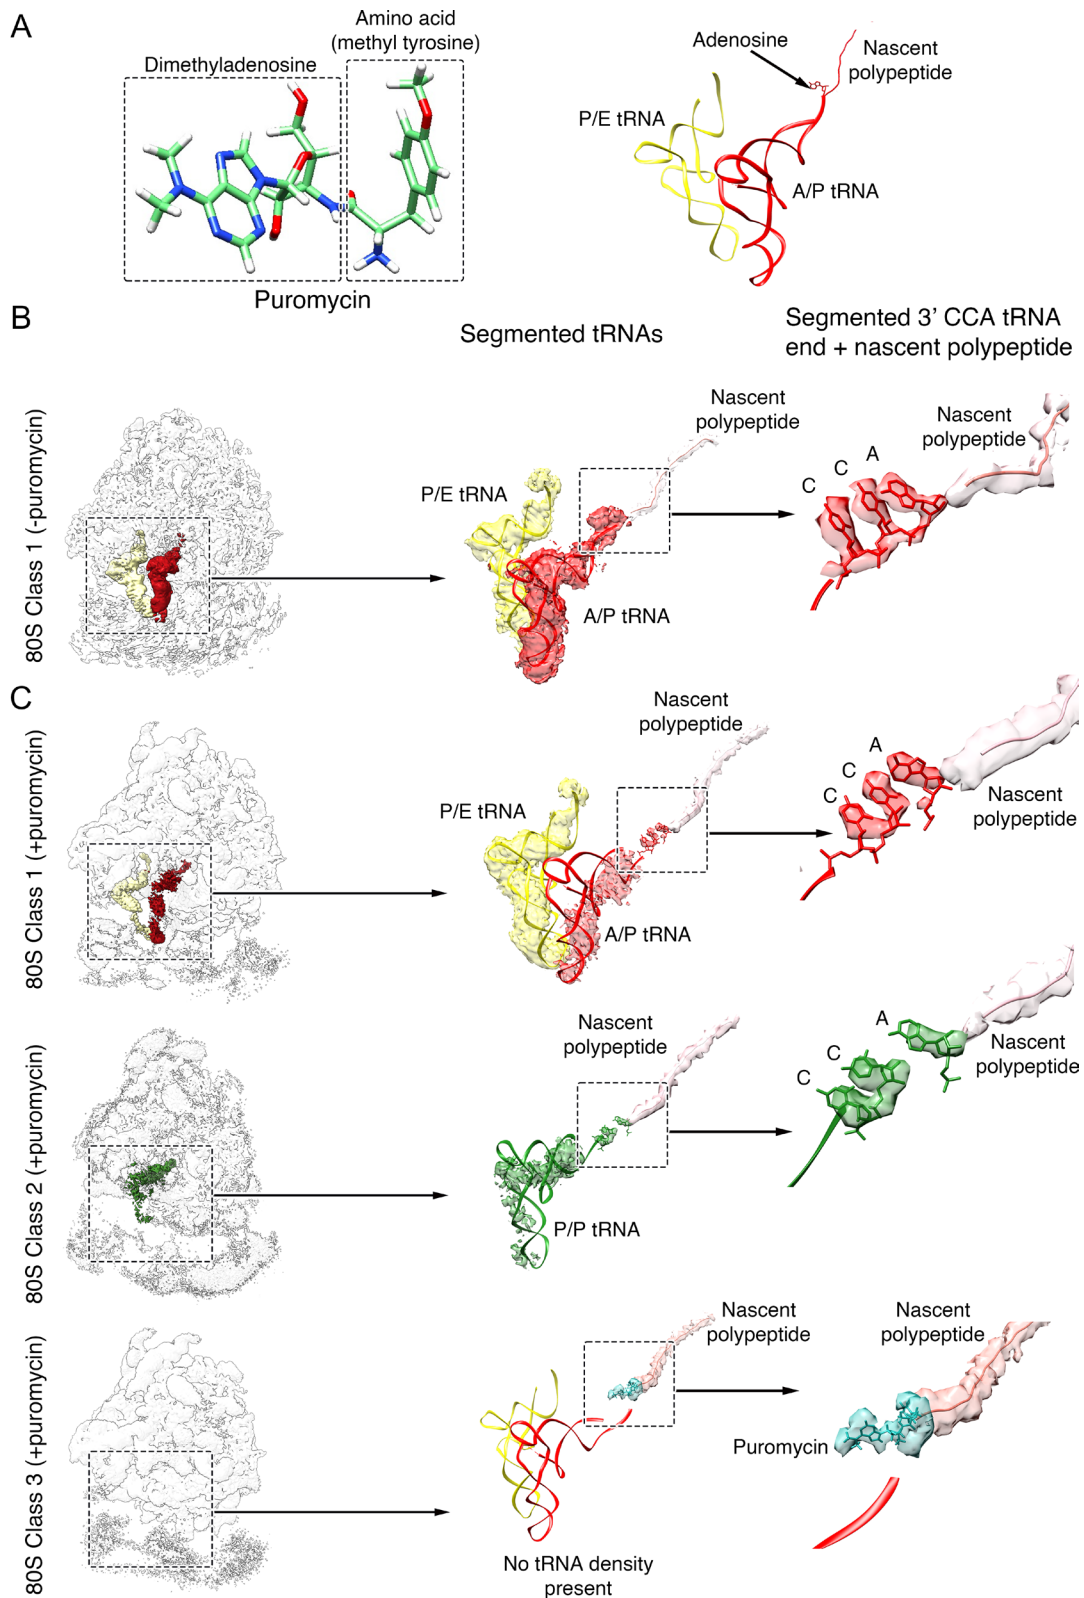 A
Amino acid
(methyl tyrosine)
Dimethyladenosine
Puromycin
Adenosine
Nascent
polypeptide
P/E tRNA
A/P tRNA
B
Segmented tRNAs
Segmented 3' CCA tRNA
end + nascent polypeptide
80S Class 1 (-puromycin)
Nascent
polypeptide
P/E tRNA
A/P tRNA
Nascent
polypeptide
A
C
C
C
80S Class 1 (+puromycin)
Nascent
polypeptide
P/E tRNA
A/P tRNA
A
C
C
Nascent
polypeptide
80S Class 2 (+puromycin)
Nascent
polypeptide
P/P tRNA
A
C
C
Nascent
polypeptide
80S Class 3 (+puromycin)
Nascent
polypeptide
No tRNA density
present
Nascent
polypeptide
Puromycin